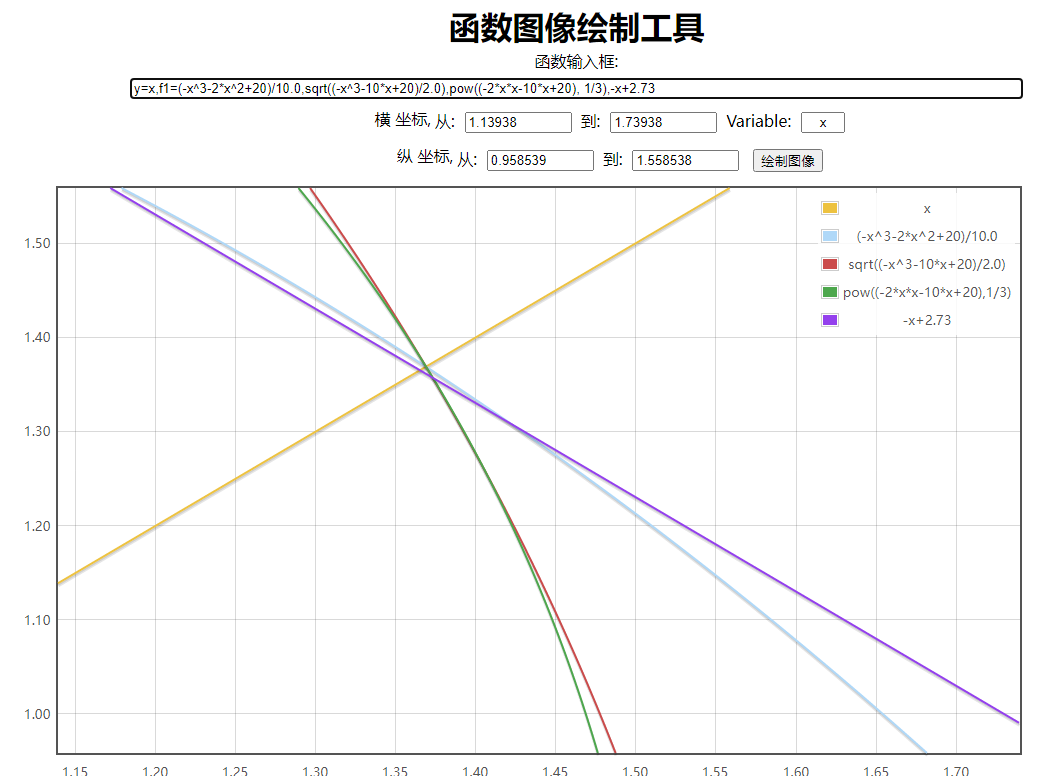 函数图像绘制工具
函数输入框:
y=x,f1=(-x^3-2*x^2+20)/10.0,sqrt((-x^3-10*x+20)/2.0),pow((-2*x*x-10*x+20), 1/3),-x+2.73
横 坐标, 从: 1.13938 到: 1.73938 Variable: x
纵 坐标, 从: 0.958539 到: 1.558538 绘制图像
x
(-x^3-2*x^2+20)/10.0
sqrt((-x^3-10*x+20)/2.0)
pow((-2*x*x-10*x+20),1/3)
-x+2.73
1.50
1.40
1.30
1.20
1.10
1.00
1.15 1.20 1.25 1.30 1.35 1.40 1.45 1.50 1.55 1.60 1.65 1.70